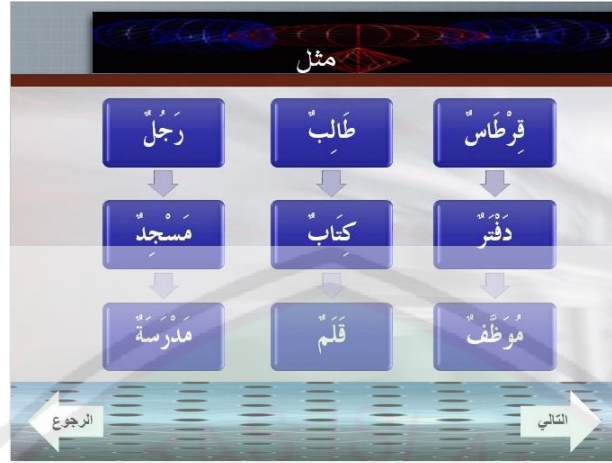 مثل
قِرْطَاسٌ طَالِبٌ رَجُلٌ
دَفْتَرٌ كِتَابٌ مَسْجِدٌ
مُوَظَّفٌ قَلَمٌ مَدْرَسَةٌ
التالي الرجوع